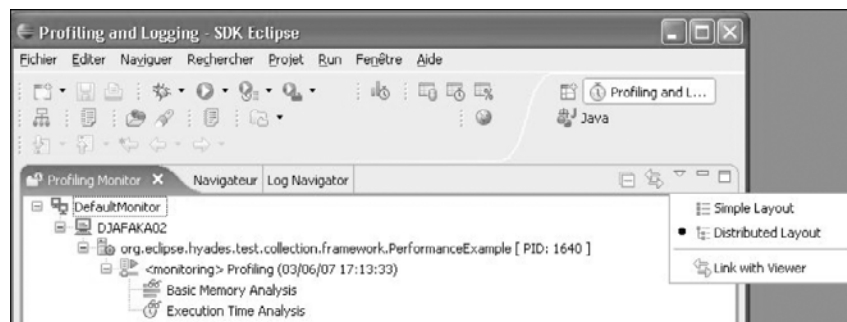 Profiling and Logging - SDK Eclipse
Fichier Editer Naviguer Rechercher Projet Run Fenêtre Aide
Profiling and L...
Java
Profiling Monitor Navigateur Log Navigator
DefaultMonitor
DJAFAKA02
org.eclipse.hyades.test.collection.framework.PerformanceExample [ PID: 1640 ]
<monitoring> Profiling (03/06/07 17:13:33)
Basic Memory Analysis
Execution Time Analysis
Simple Layout
Distributed Layout
Link with Viewer